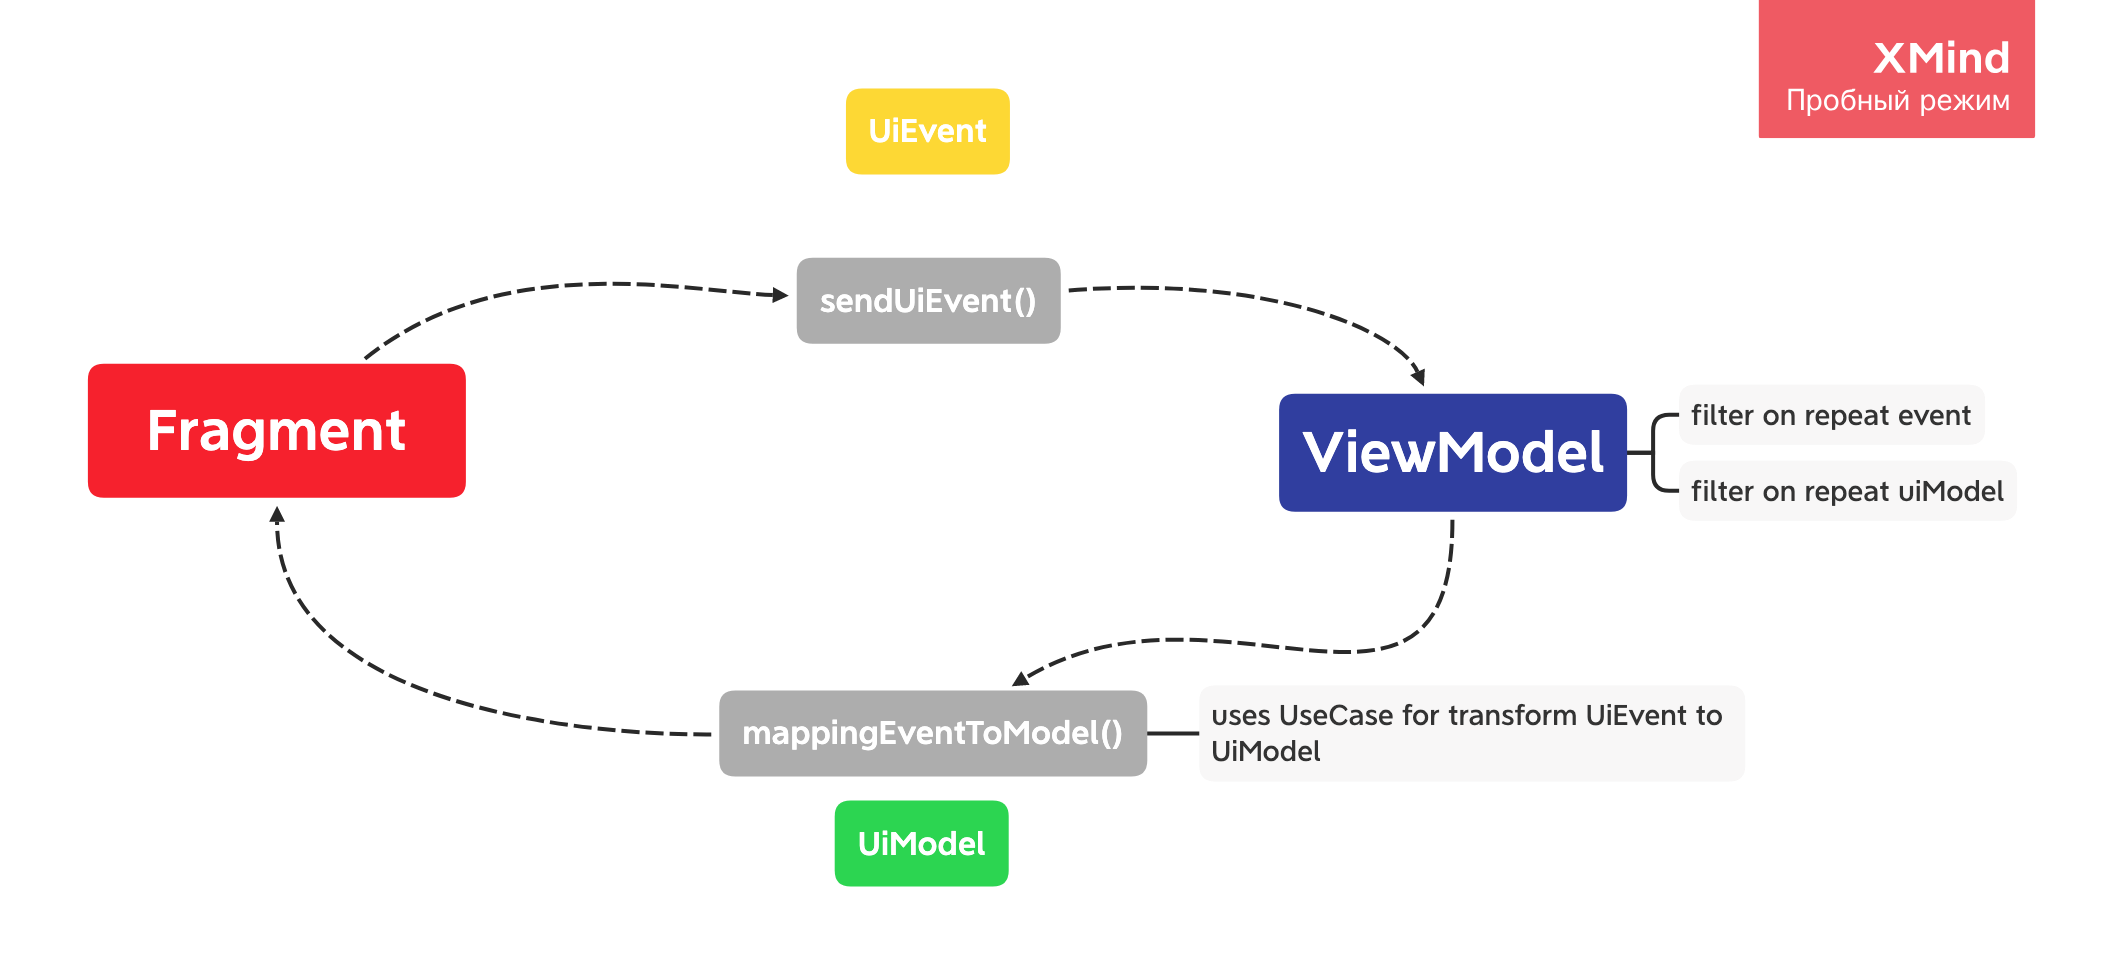 XMind
Пробный режим
UiEvent
sendUiEvent()
Fragment
ViewModel
filter on repeat event
filter on repeat uiModel
mappingEventToModel()
uses UseCase for transform UiEvent to
UiModel
UiModel